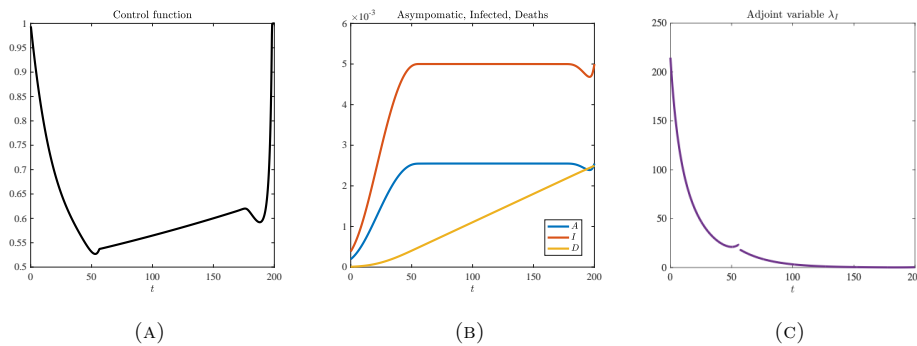 Control function
1
0.95
0.9
0.85
0.8
0.75
0.7
0.65
0.6
0.55
0.5
0 50 100 150 200
t
(A)
×10⁻³ Asympomatic, Infected, Deaths
6
5
4
3
2
1
0
A
I
D
0 50 100 150 200
t
(B)
Adjoint variable λ_I
250
200
150
100
50
0
0 50 100 150 200
t
(C)